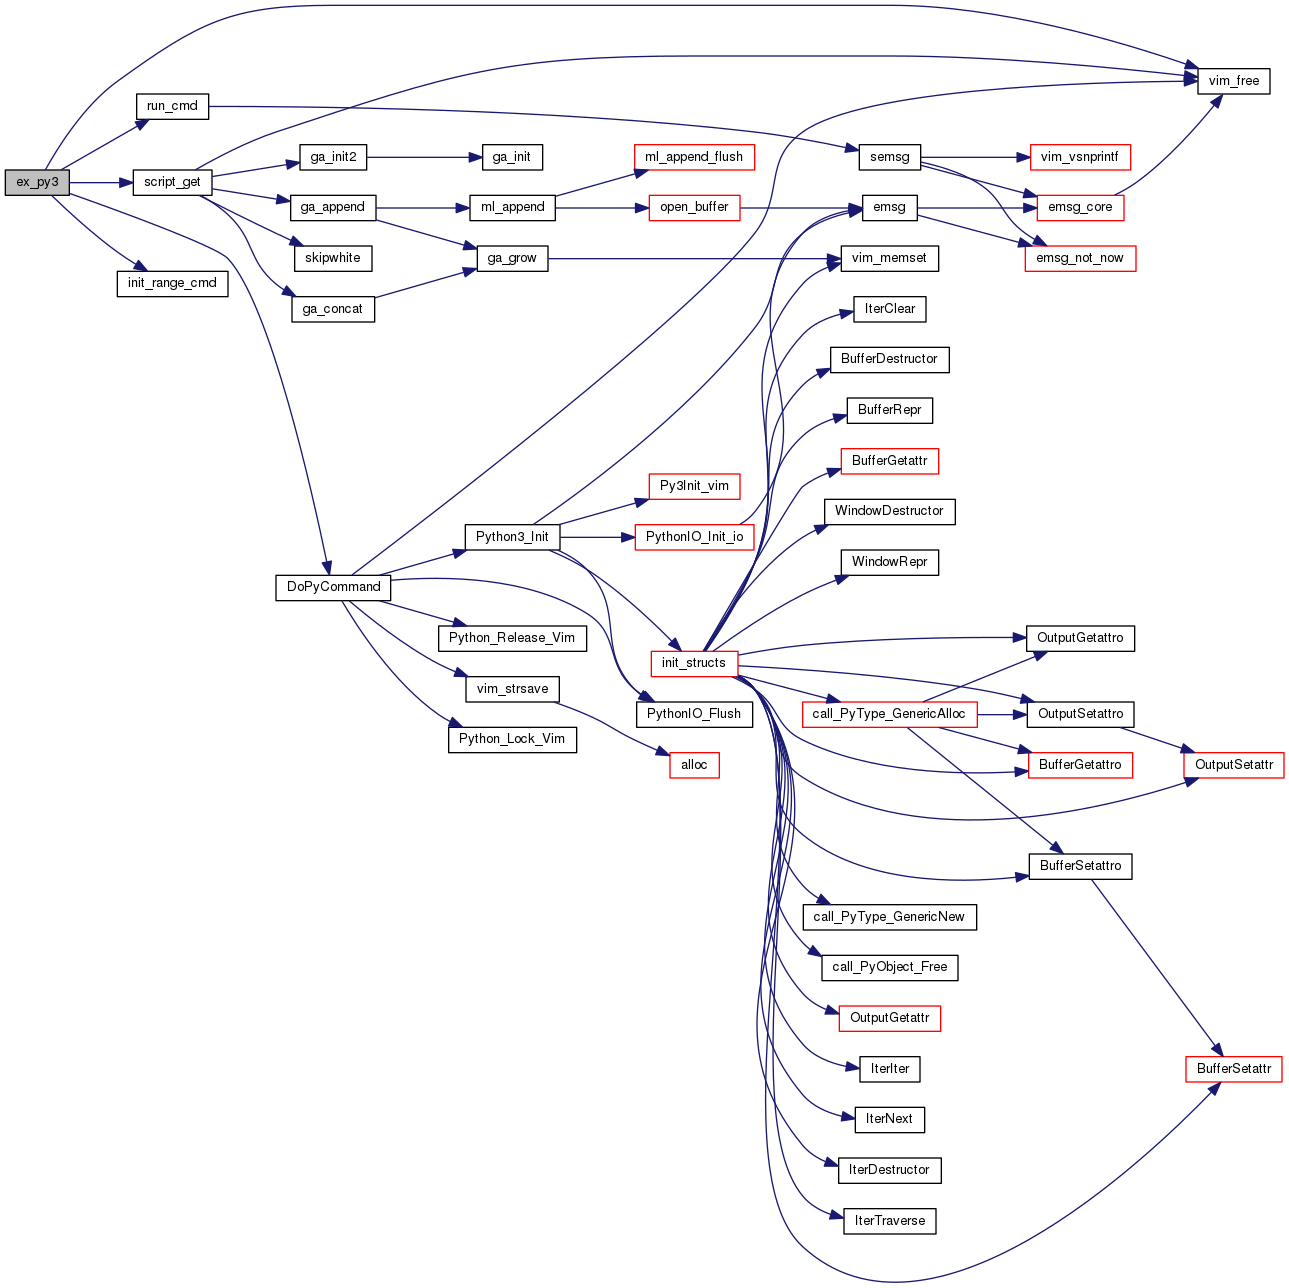 ex_py3
run_cmd
script_get
init_range_cmd
ga_init2
ga_append
skipwhite
ga_concat
DoPyCommand
ga_init
ml_append
ga_grow
Python3_Init
Python_Release_Vim
vim_strsave
Python_Lock_Vim
ml_append_flush
open_buffer
Py3Init_vim
PythonIO_Init_io
init_structs
PythonIO_Flush
alloc
semsg
emsg
vim_memset
IterClear
BufferDestructor
BufferRepr
BufferGetattr
WindowDestructor
WindowRepr
call_PyType_GenericAlloc
call_PyType_GenericNew
call_PyObject_Free
OutputGetattr
IterIter
IterNext
IterDestructor
IterTraverse
vim_vsnprintf
emsg_core
emsg_not_now
OutputGetattro
OutputSetattro
BufferGetattro
BufferSetattro
vim_free
OutputSetattr
BufferSetattr